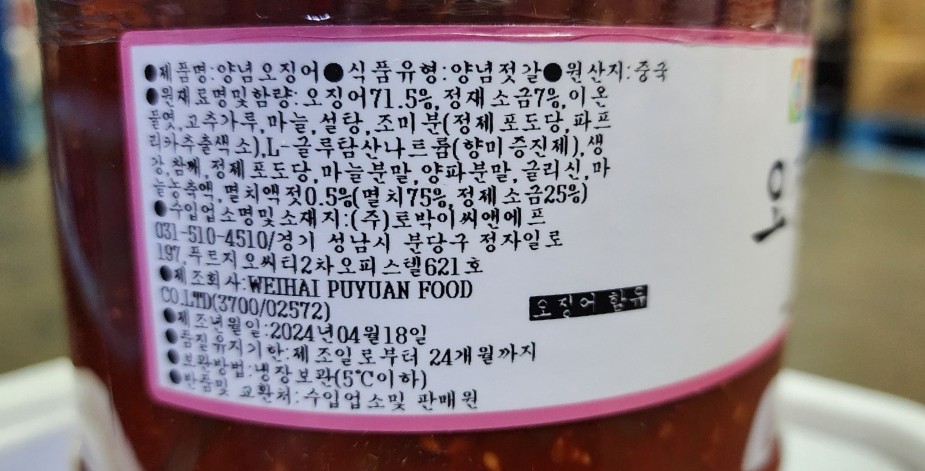 ●제품명:양념오징어●식품유형:양념젓갈●원산지:중국
●원재료명및함량:오징어71.5%,정재소금7%,이온
물엿,고추가루,마늘,설탕,조미분(정제포도당,파프
리카추출색소),L-글루탐산나트륨(향미증진제),생
강,참깨,정제포도당,마늘분말,양파분말,글리신,마
늘농축액,멸치액젓0.5%(멸치75%,정제소금25%)
●수입업소명및소재지:(주)토박이씨앤에프
031-510-4510/경기 성남시 분당구 정자일로
197,푸르지오씨티2차오피스텔621호
●제조회사:WEIHAI PUYUAN FOOD
CO.LTD(3700/02572)
오징어 함유
●제조년월일:2024년04월18일
●품질유지기한:제조일로부터 24개월까지
●보관방법:냉장보관(5℃이하)
●반품및 교환처:수입업소및 판매원